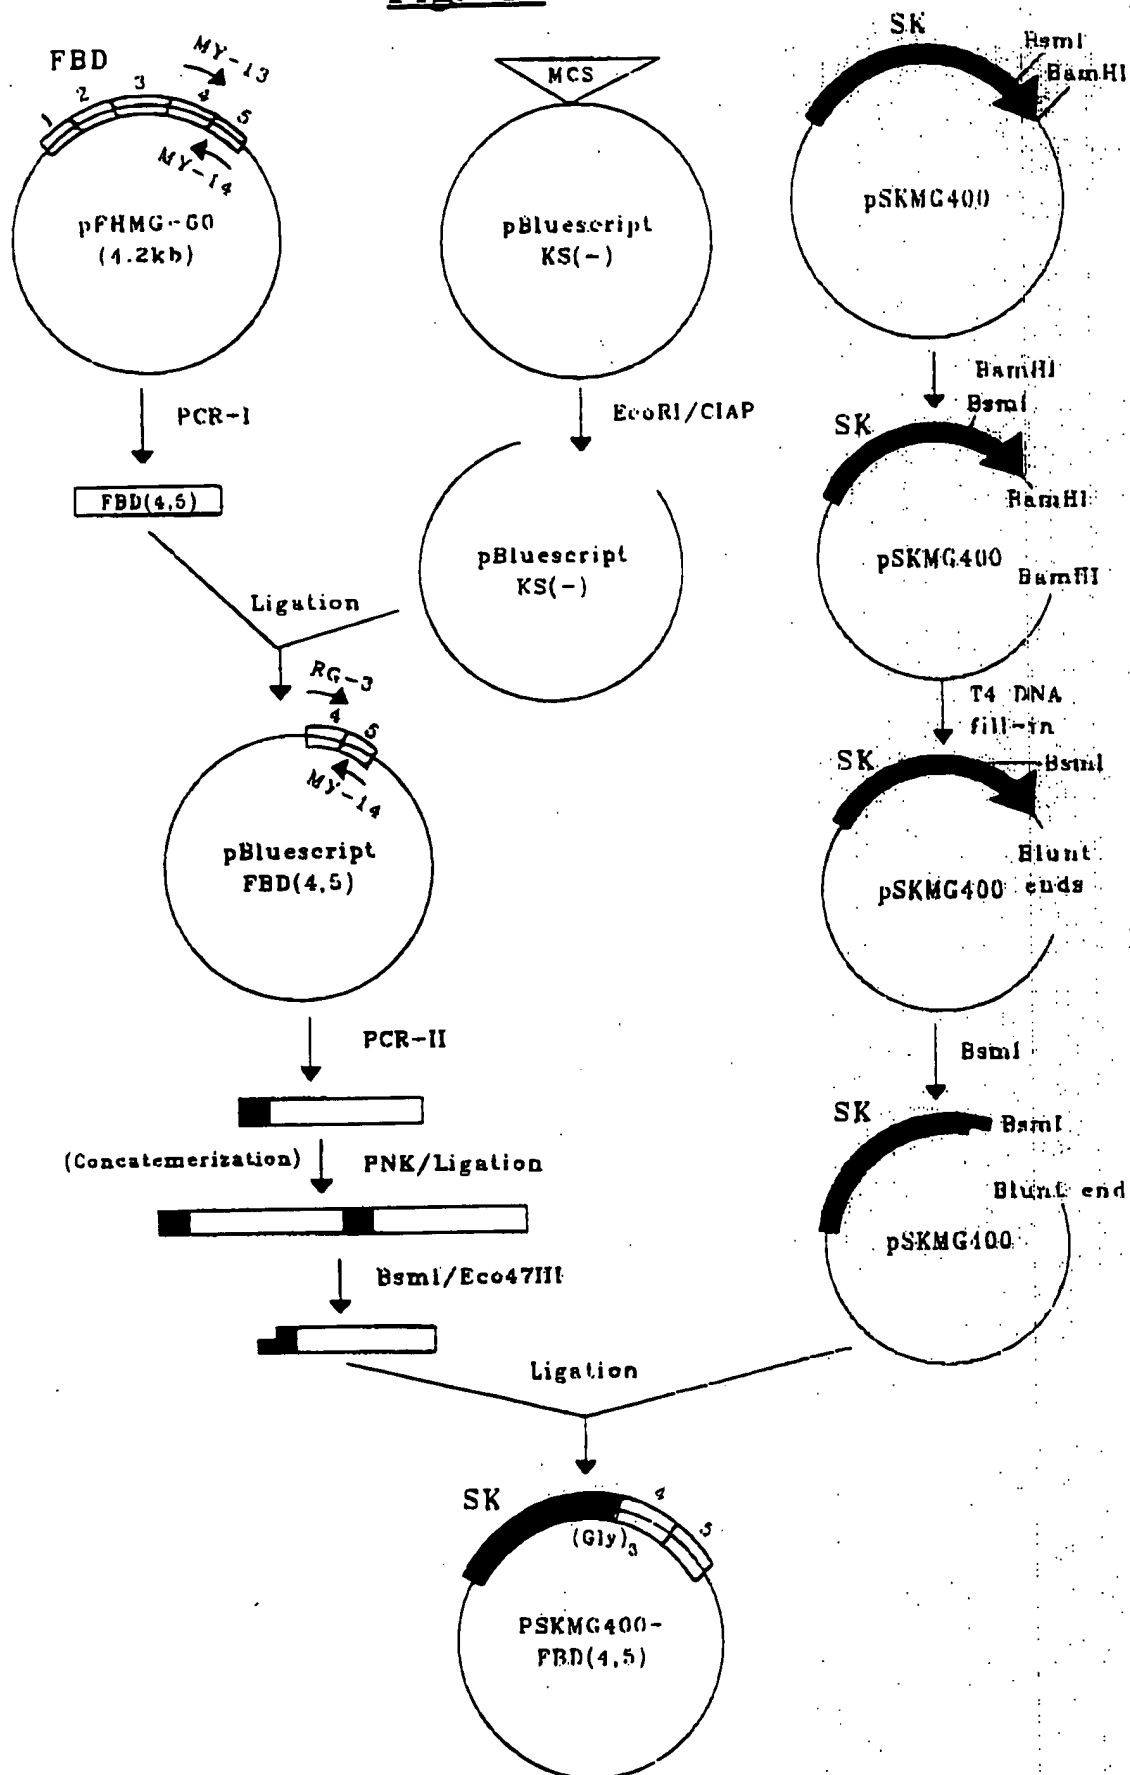 FBD
MY-13
1 2 3 4 5
MY-14
pFHMG-60
(4.2kb)
PCR-I
FBD(4,5)
MCS
pBluescript
KS(-)
EcoRI/CIAP
pBluescript
KS(-)
Ligation
RG-3
4 5
MY-14
pBluescript
FBD(4,5)
PCR-II
(Concatemerization)
PNK/Ligation
BsmI/Eco47III
SK
BsmI
BamHI
pSKMG400
BamHI
BsmI
SK
BamHI
pSKMG400
BamHI
T4 DNA
fill-in
SK
BsmI
Blunt
ends
pSKMG400
BsmI
SK
BsmI
Blunt end
pSKMG400
Ligation
SK
4
5
(Gly)3
PSKMG400-
FBD(4,5)